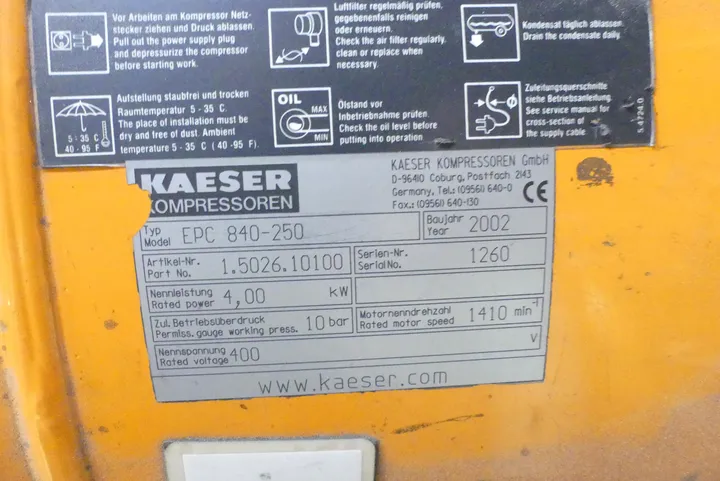 Vor Arbeiten am Kompressor Netz-
stecker ziehen und Druck ablassen.
Pull out the power supply plug
and depressurize the compressor
before starting work.
Luftfilter regelmäßig prüfen,
gegebenenfalls reinigen
oder erneuern.
Check the air filter regularly,
clean or replace when
necessary.
Kondensat täglich ablassen.
Drain the condensate daily.
5 - 35 C
40 - 95 F
Aufstellung staubfrei und trocken
Raumtemperatur 5 - 35 C.
The place of installation must be
dry and free of dust. Ambient
temperature 5 - 35 C (40 -95 F).
OIL
MAX
MIN
Ölstand vor
Inbetriebnahme prüfen.
Check the oil level before
putting into operation.
Zuleitungsquerschnitte
siehe Betriebsanleitung.
See service manual for
cross-section of
the supply cable
5.4724.0
KAESER
KOMPRESSOREN
KAESER KOMPRESSOREN GmbH
D-96410 Coburg, Postfach 2143
Germany, Tel.:(09561) 640-0
Fax.:(09561) 640-130
CE
Typ
Model EPC 840-250
Baujahr
Year 2002
Artikel-Nr.
Part No. 1.5026.10100
Serien-Nr.
Serial No. 1260
Nennleistung
Rated power 4,00 kW
Zul. Betriebsüberdruck
Permiss. gauge working press. 10 bar
Motornenndrehzahl
Rated motor speed 1410 min⁻¹
Nennspannung
Rated voltage 400 V
www.kaeser.com